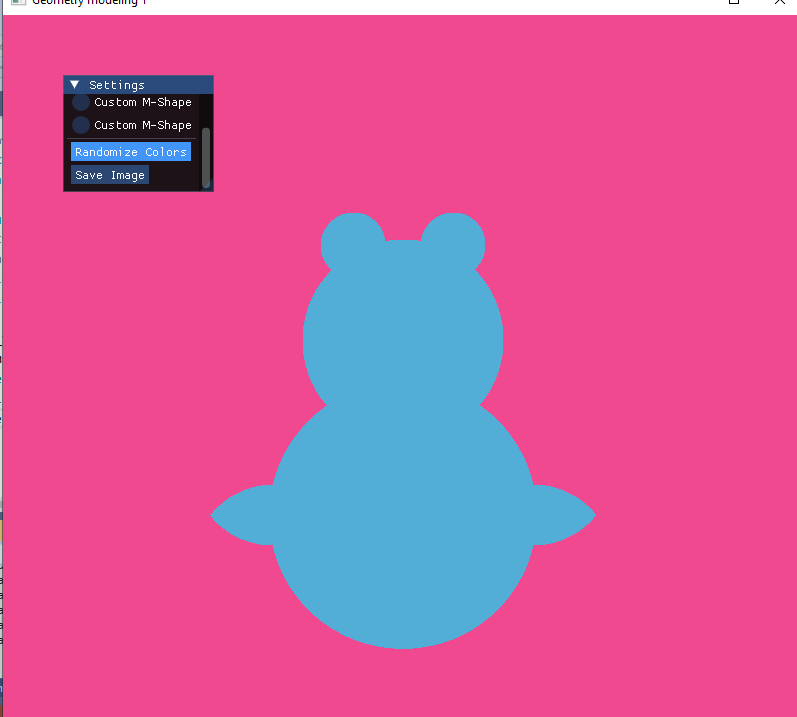 Geometry modeling 1
Settings
Custom M-Shape
Custom M-Shape
Randomize Colors
Save Image